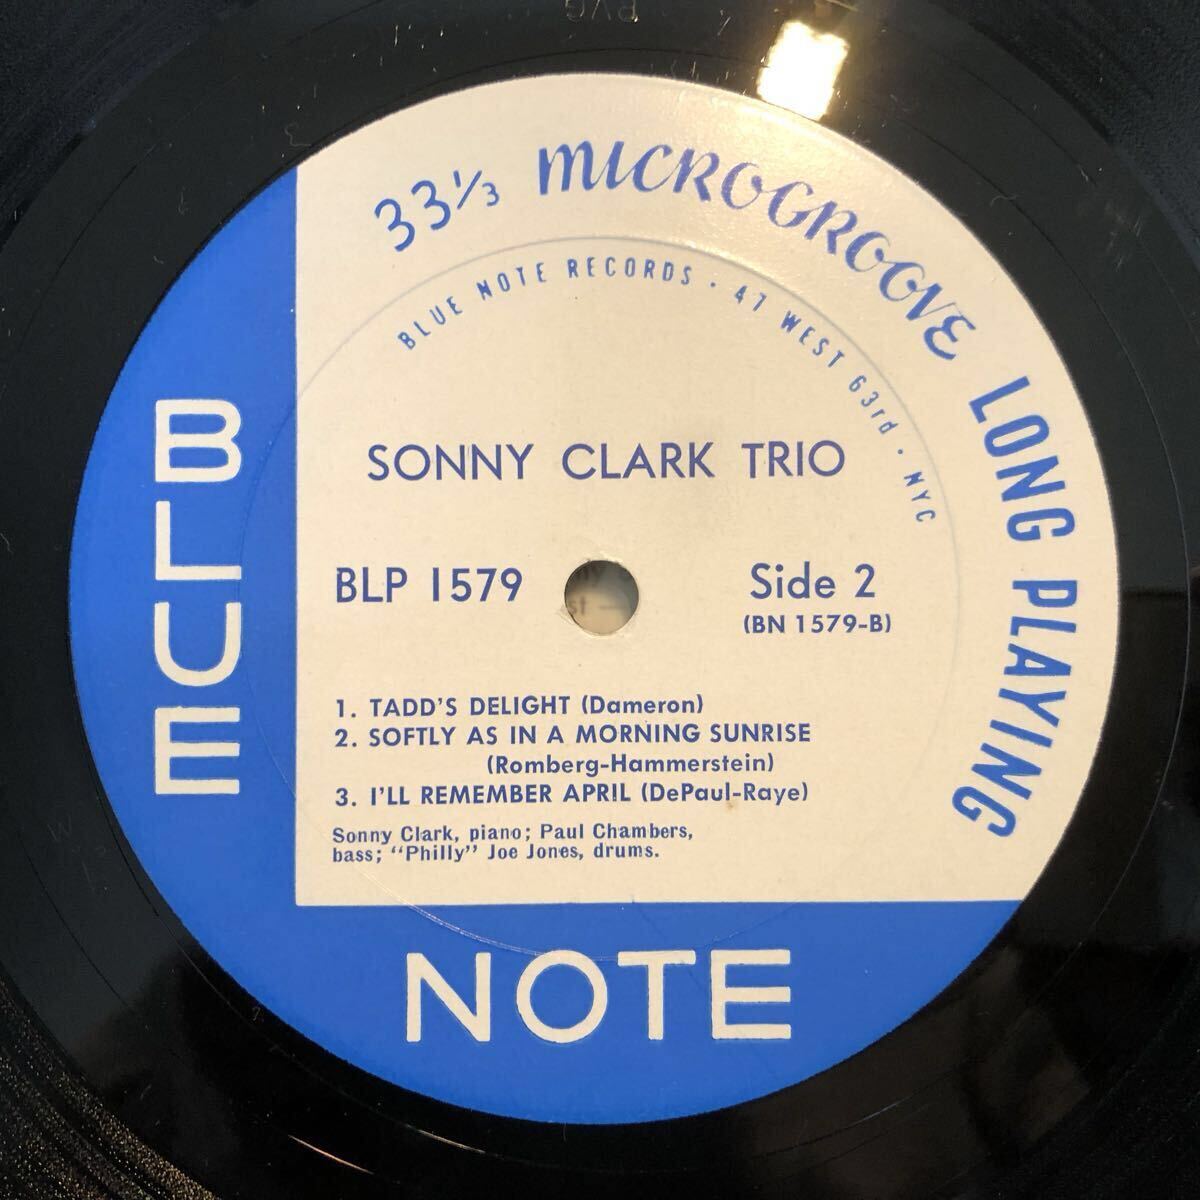 RVG
33⅓ MICROGROOVE LONG PLAYING
BLUE NOTE RECORDS · 47 WEST 63rd · NYC
SONNY CLARK TRIO
BLP 1579
Side 2
(BN 1579-B)
1. TADD'S DELIGHT (Dameron)
2. SOFTLY AS IN A MORNING SUNRISE
(Romberg-Hammerstein)
3. I'LL REMEMBER APRIL (DePaul-Raye)
Sonny Clark, piano; Paul Chambers,
bass; "Philly" Joe Jones, drums.
BLUE
NOTE